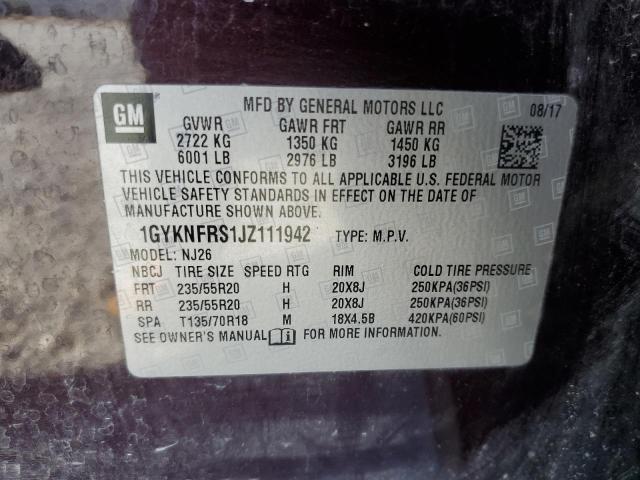 GM
MFD BY GENERAL MOTORS LLC 08/17
GVWR GAWR FRT GAWR RR
2722 KG 1350 KG 1450 KG
6001 LB 2976 LB 3196 LB
THIS VEHICLE CONFORMS TO ALL APPLICABLE U.S. FEDERAL MOTOR
VEHICLE SAFETY STANDARDS IN EFFECT ON THE DATE OF
MANUFACTURE SHOWN ABOVE.
1GYKNFRS1JZ111942 TYPE: M.P.V.
MODEL: NJ26
NBCJ TIRE SIZE SPEED RTG RIM COLD TIRE PRESSURE
FRT 235/55R20 H 20X8J 250KPA(36PSI)
RR 235/55R20 H 20X8J 250KPA(36PSI)
SPA T135/70R18 M 18X4.5B 420KPA(60PSI)
SEE OWNER'S MANUAL i FOR MORE INFORMATION.